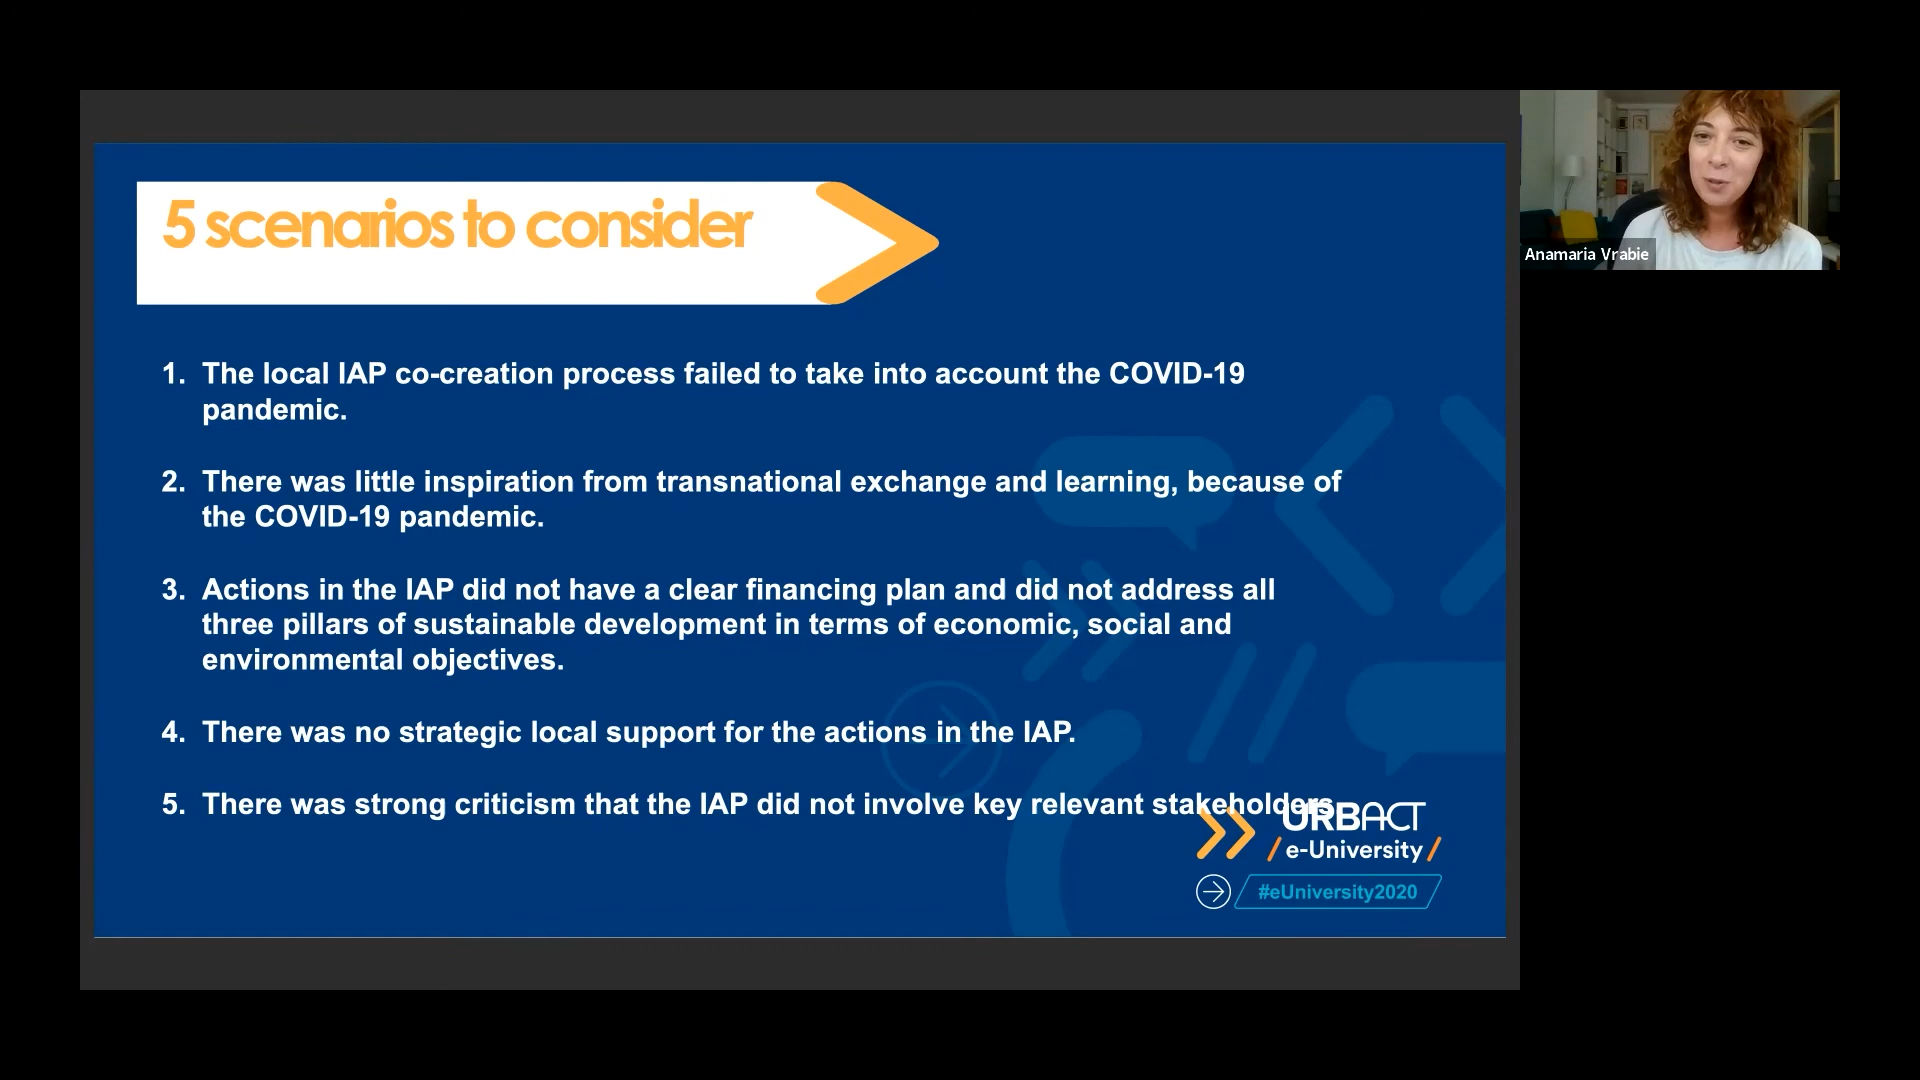 5 scenarios to consider
Anamaria Vrabie
1. The local IAP co-creation process failed to take into account the COVID-19
pandemic.
2. There was little inspiration from transnational exchange and learning, because of
the COVID-19 pandemic.
3. Actions in the IAP did not have a clear financing plan and did not address all
three pillars of sustainable development in terms of economic, social and
environmental objectives.
4. There was no strategic local support for the actions in the IAP.
5. There was strong criticism that the IAP did not involve key relevant stakeholders.
URBACT
/ e-University /
#eUniversity2020